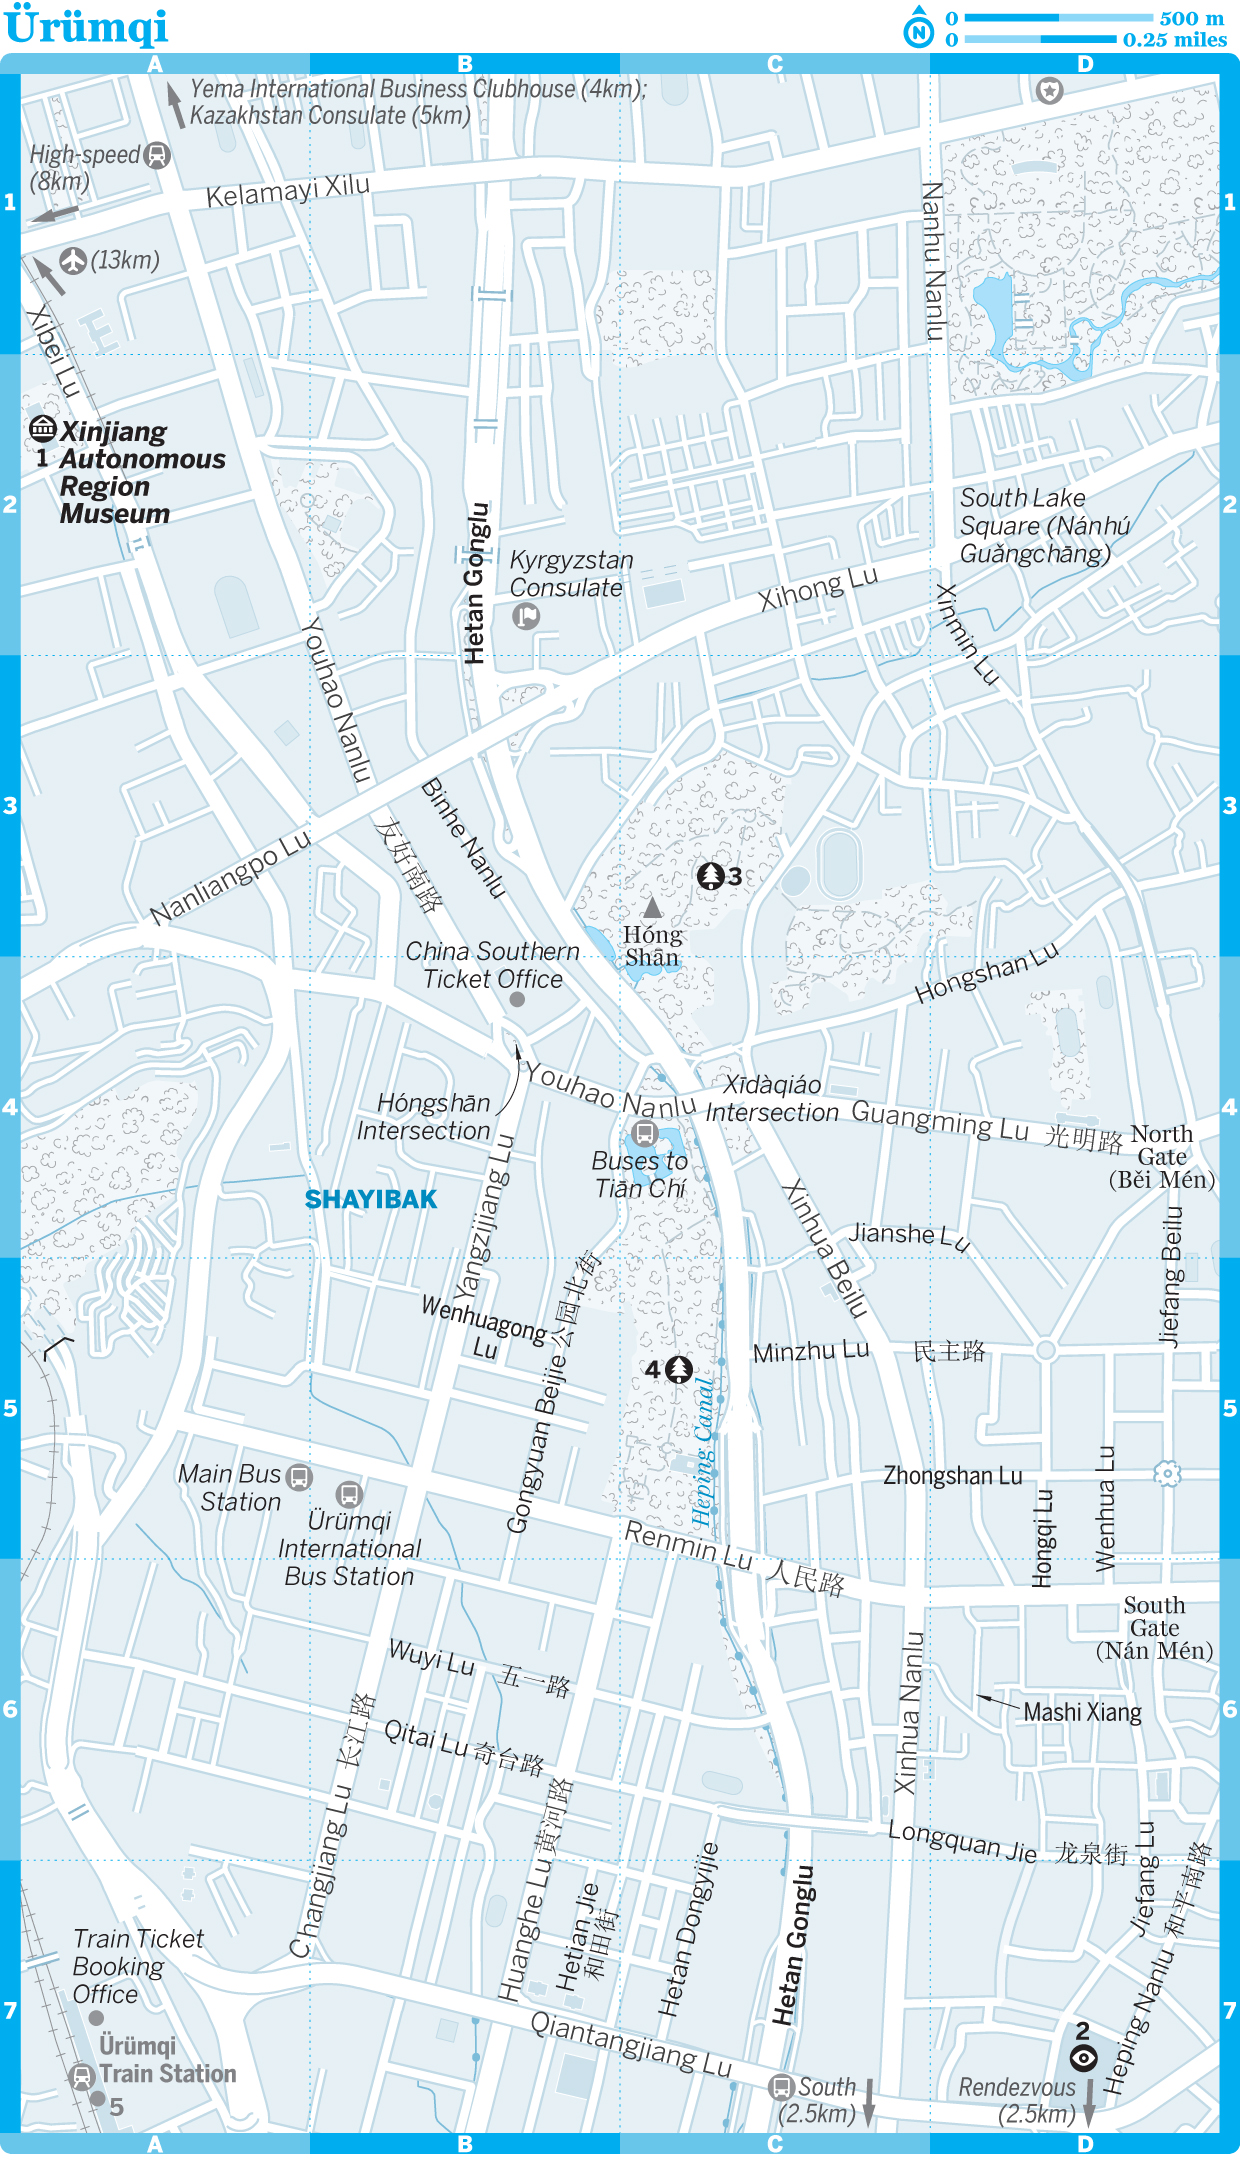 Ürümqi
N
0 500 m
0 0.25 miles
A B C D
Yema International Business Clubhouse (4km);
Kazakhstan Consulate (5km)
High-speed
(8km)
1
Kelamayi Xilu
1
(13km)
Nanhu Nanlu
Xibei Lu
Xinjiang
1 Autonomous
Region
Museum
2
South Lake
Square (Nánhú
Guǎngchǎng)
2
Hetan Gonglu
Kyrgyzstan
Consulate
Xihong Lu
Xinmin Lu
Youhao Nanlu
3
Binhe Nanlu
3
友好南路
Nanliangpo Lu
3
Hóng
Shān
China Southern
Ticket Office
Hongshan Lu
Youhao Nanlu
Xīdàqiáo
Intersection
Hóngshān
Intersection
4
Guangming Lu 光明路
4
North
Gate
(Běi Mén)
Buses to
Tiān Chí
SHAYIBAK
Yangzijiang Lu
Xinhua Beilu
Jianshe Lu
Jiefang Beilu
Wenhuagong
Lu
Gongyuan Beijie 公园北街
Minzhu Lu 民主路
4
Heping Canal
5
5
Main Bus
Station
Zhongshan Lu
Ürümqi
International
Bus Station
Hongqi Lu
Wenhua Lu
Renmin Lu 人民路
South
Gate
(Nán Mén)
Wuyi Lu 五一路
Xinhua Nanlu
6
Mashi Xiang
6
Qitai Lu 奇台路
Changjiang Lu 长江路
Huanghe Lu 黄河路
Longquan Jie 龙泉街
Jiefang Lu
Heping Nanlu 和平南路
Hetian Jie
和田街
Hetan Dongyijie
Hetan Gonglu
Train Ticket
Booking
Office
7
7
Qiantangjiang Lu
2
Ürümqi
Train Station
5
South
(2.5km)
Rendezvous
(2.5km)
A B C D